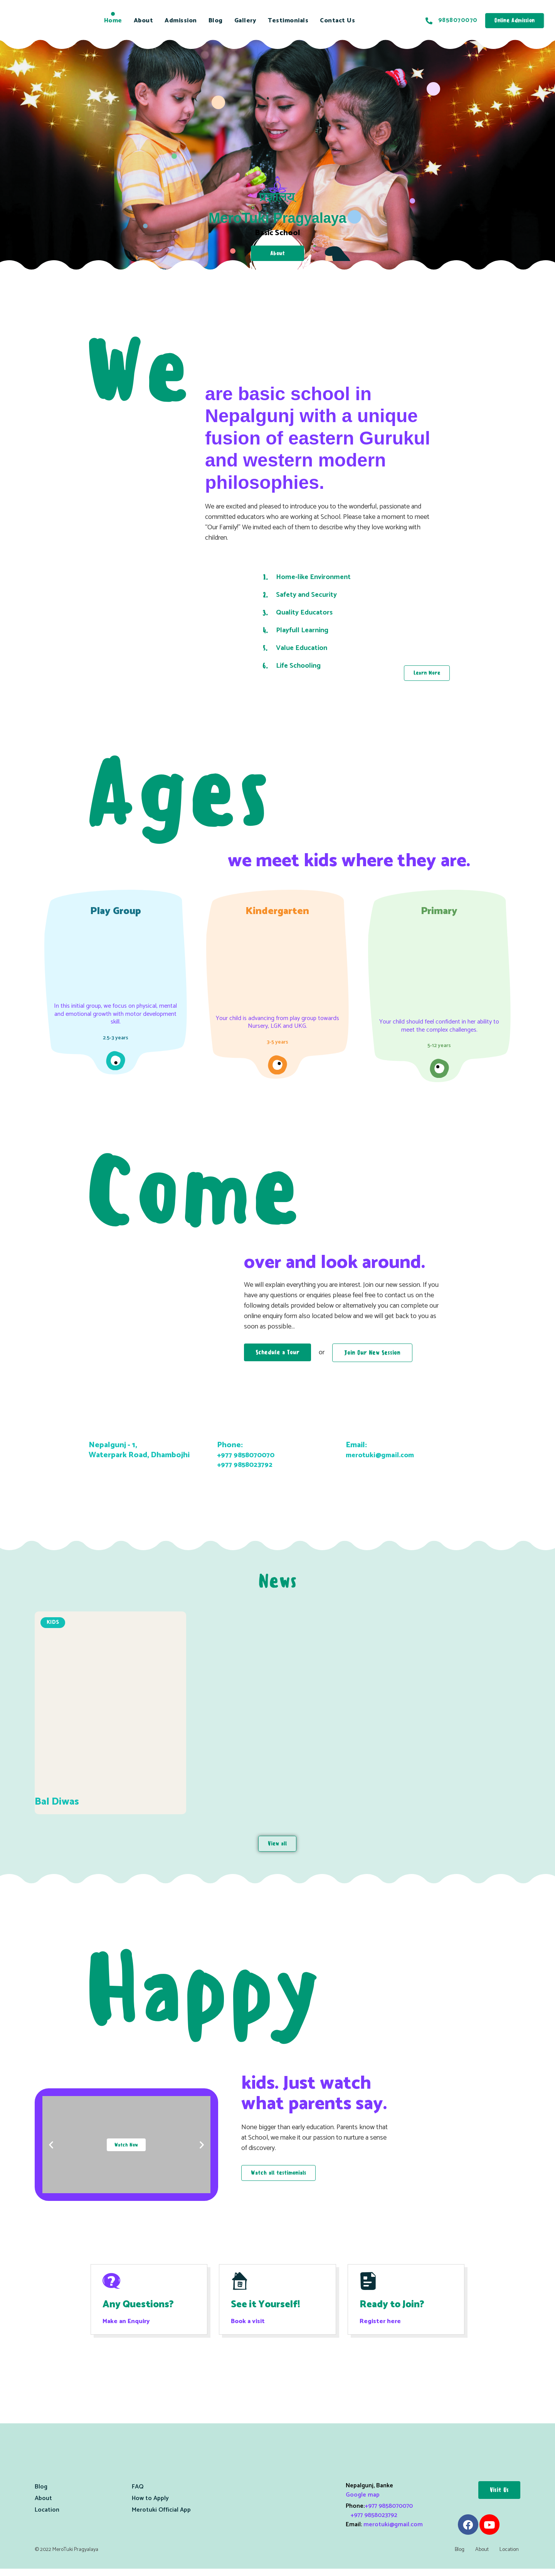 Home About Admission Blog Gallery Testimonials Contact Us 9858070070 Online Admission
MeroTuki Pragyalaya
Basic School
About
We
are basic school in
Nepalgunj with a unique
fusion of eastern Gurukul
and western modern
philosophies.
We are excited and pleased to introduce you to the wonderful, passionate and
committed educators who are working at School. Please take a moment to meet
"Our Family!" We invited each of them to describe why they love working with
children.
1. Home-like Environment
2. Safety and Security
3. Quality Educators
4. Playfull Learning
5. Value Education
6. Life Schooling
Learn More
Ages
we meet kids where they are.
Play Group
In this initial group, we focus on physical, mental
and emotional growth with motor development
skill.
2.5-3 years
Kindergarten
Your child is advancing from play group towards
Nursery, LGK and UKG.
3-5 years
Primary
Your child should feel confident in her ability to
meet the complex challenges.
5-12 years
Come
over and look around.
We will explain everything you are interest. Join our new session. If you
have any questions or enquiries please feel free to contact us on the
following details provided below or alternatively you can complete our
online enquiry form also located below and we will get back to you as
soon as possible...
Schedule a Tour or Join Our New Session
Nepalgunj - 1,
Waterpark Road, Dhambojhi
Phone:
+977 9858070070
+977 9858023792
Email:
merotuki@gmail.com
News
KIDS
Bal Diwas
View all
Happy
kids. Just watch
what parents say.
None bigger than early education. Parents know that
at School, we make it our passion to nurture a sense
of discovery.
Watch all testimonials
Watch Now
Any Questions?
Make an Enquiry
See it Yourself!
Book a visit
Ready to Join?
Register here
Blog
About
Location
FAQ
How to Apply
Merotuki Official App
Nepalgunj, Banke
Google map
Phone:+977 9858070070
+977 9858023792
Email: merotuki@gmail.com
Visit Us
© 2022 MeroTuki Pragyalaya
Blog About Location